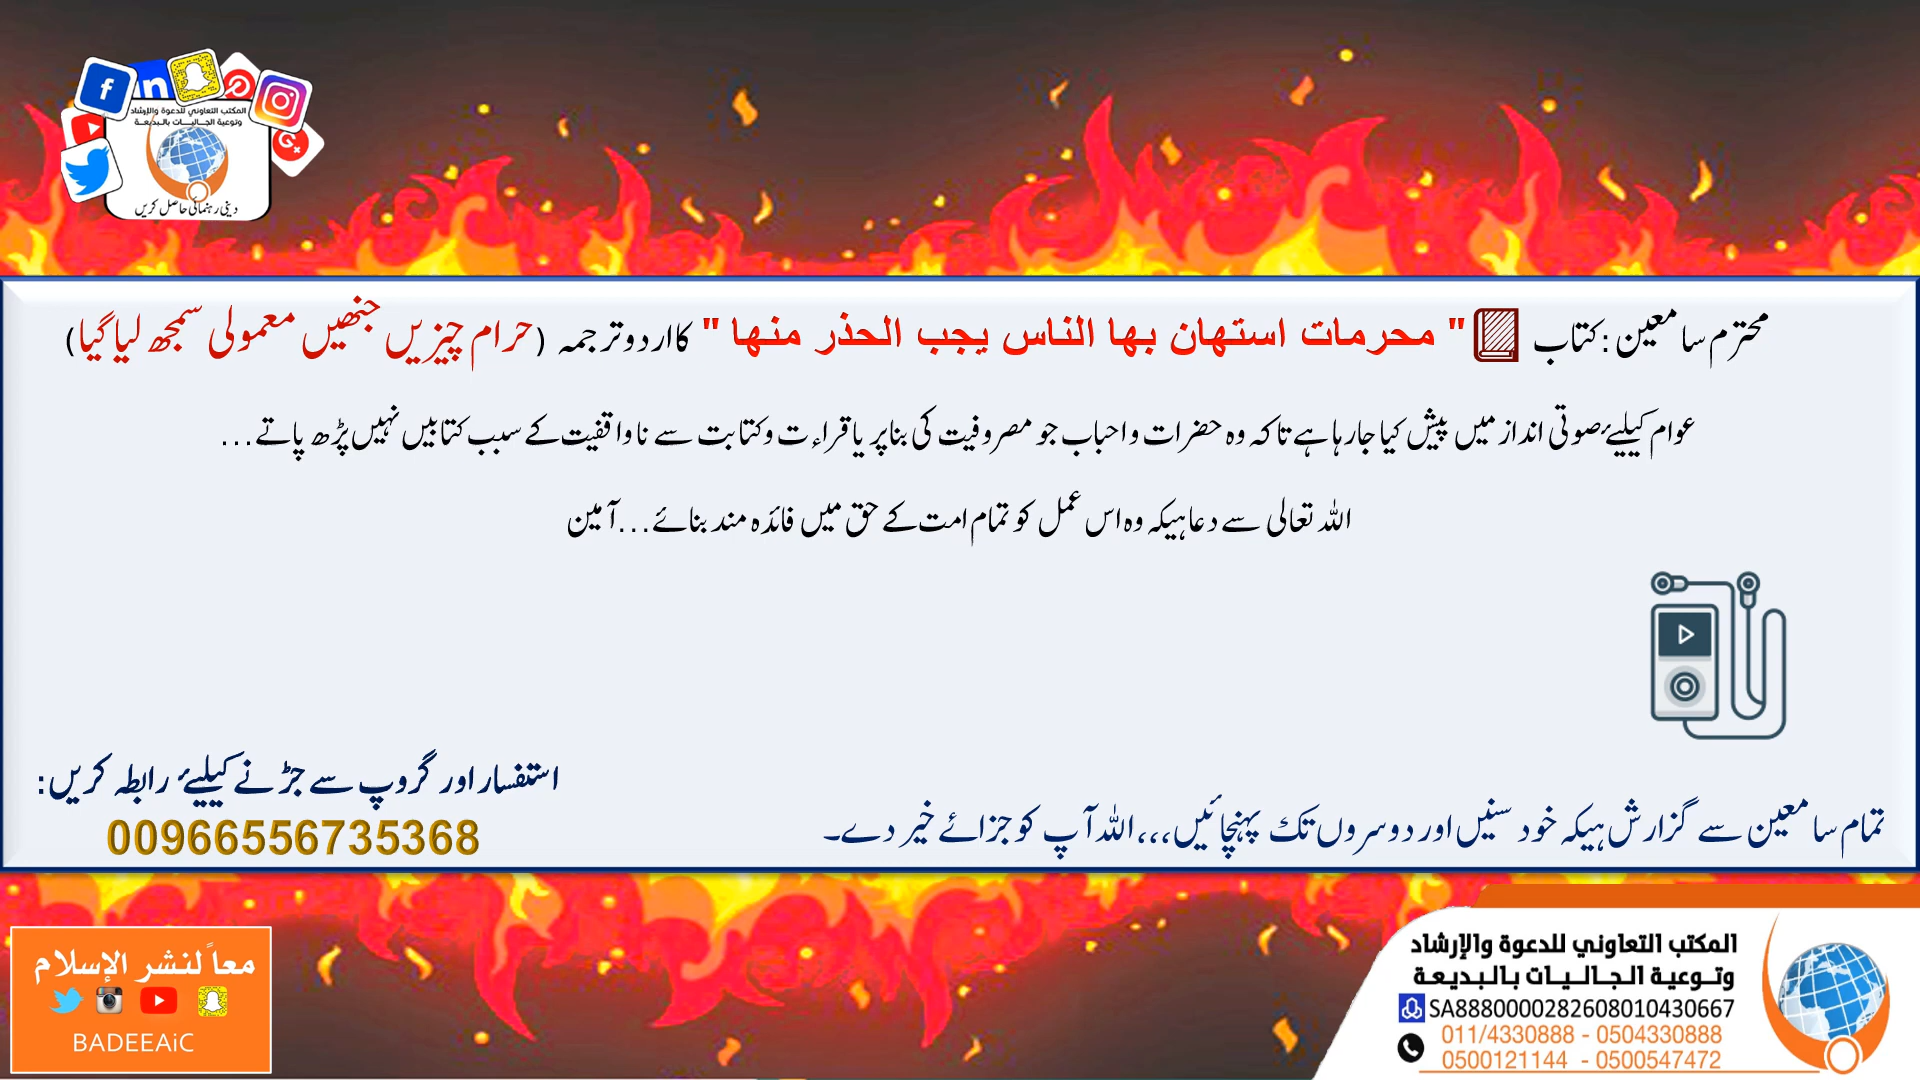 المكتب التعاوني للدعوة والإرشاد
وتوعية الجاليات بالبديعة
دینی رہنمائی حاصل کریں
محترم سامعین : کتاب " محرمات استهان بها الناس يجب الحذر منها " کا اردو ترجمہ (حرام چیزیں جنھیں معمولی سمجھ لیا گیا)
عوام کیلیئے صوتی انداز میں پیش کیا جارہا ہے تاکہ وہ حضرات و احباب جو مصروفیت کی بنا پر یا قراءت و کتابت سے ناواقفیت کے سبب کتابیں نہیں پڑھ پاتے...
اللہ تعالی سے دعا ہیکہ وہ اس عمل کو تمام امت کے حق میں فائدہ مند بنائے...آمین
تمام سامعین سے گزارش ہیکہ خود سنیں اور دوسروں تک پہنچائیں،،، اللہ آپ کو جزائے خیر دے۔
استفسار اور گروپ سے جڑنے کیلیئے رابطہ کریں:
00966556735368
معاً لنشر الإسلام
BADEEAiC
المكتب التعاوني للدعوة والإرشاد
وتوعية الجاليات بالبديعة
SA8880000282608010430667
011/4330888 - 0504330888
0500121144 - 0500547472